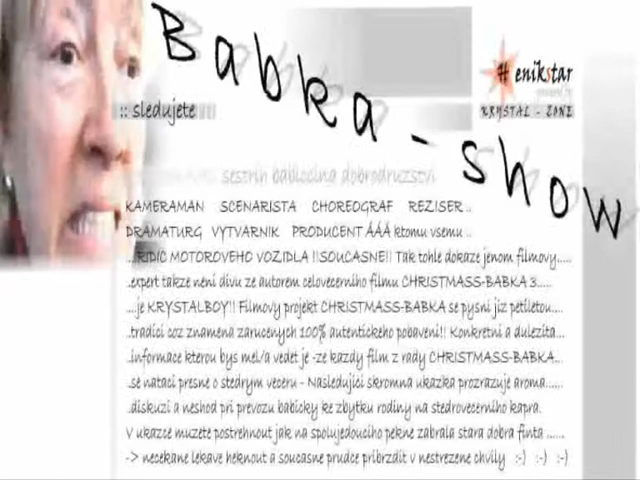 Babka - show
# enikstar
KRYSTAL - ZONE
:: sledujete
sestrih babkocina dobrodruzstvi
KAMERAMAN SCENARISTA CHOREOGRAF REZISER ..
DRAMATURG VYTVARNIK PRODUCENT ÁÁÁ ktomu vsemu ..
...RIDIC MOTOROVEHO VOZIDLA !!SOUCASNE!! Tak tohle dokaze jenom filmovy.....
..expert takze neni divu ze autorem celovecerniho filmu CHRISTMASS-BABKA 3.....
....je KRYSTALBOY!! Filmovy projekt CHRISTMASS-BABKA se pysni jiz petiletou....
..tradici coz znamena zarucenych 100% autentickeho pobaveni!! Konkretni a dulezita...
..informace kterou bys mel/a vedet je -ze kazdy film z rady CHRISTMASS-BABKA...
..se nataci presne o stedrym veceru - Nasledujici skromna ukazka prozrazuje aroma......
..diskuzi a neshod při prevozu babicky ke zbytku rodiny na stedrovecerniho kapra.
V ukazce muzete postrehnout jak na spolujedouciho pekne zabrala stara dobra finta ......
-> necekane lekave heknout a soucasne prudce pribrzdit v nestrezene chvily :-) :-) :-)